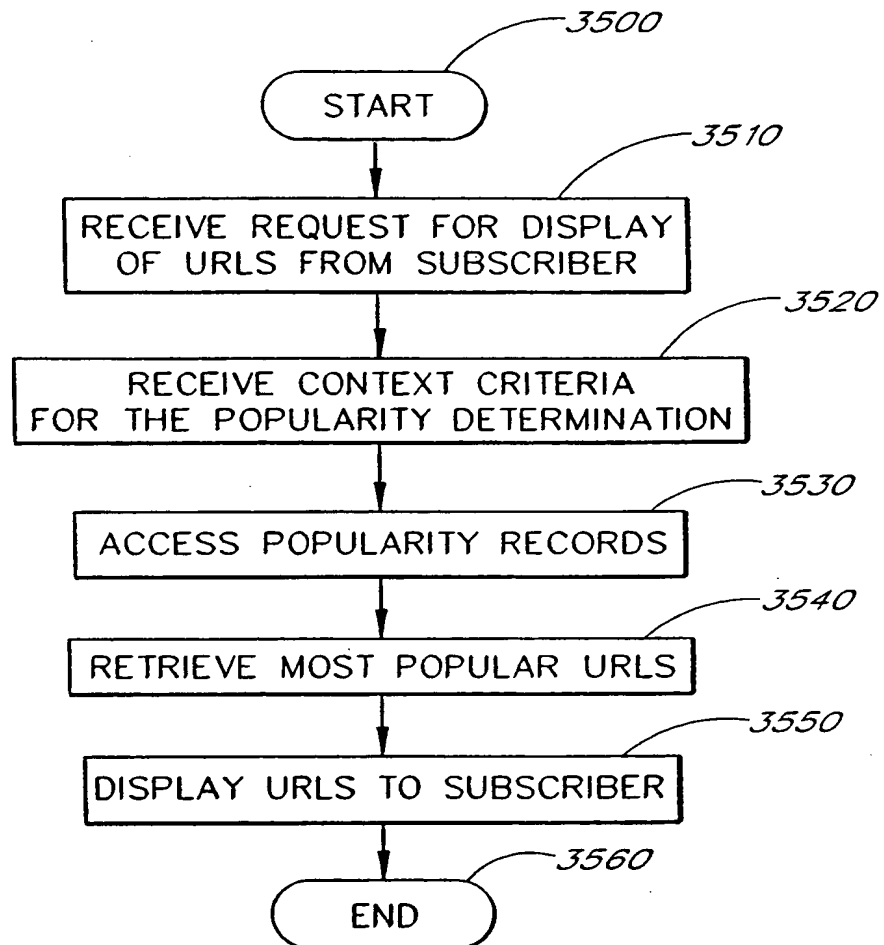 3500
START
3510
RECEIVE REQUEST FOR DISPLAY
OF URLS FROM SUBSCRIBER
3520
RECEIVE CONTEXT CRITERIA
FOR THE POPULARITY DETERMINATION
3530
ACCESS POPULARITY RECORDS
3540
RETRIEVE MOST POPULAR URLS
3550
DISPLAY URLS TO SUBSCRIBER
3560
END